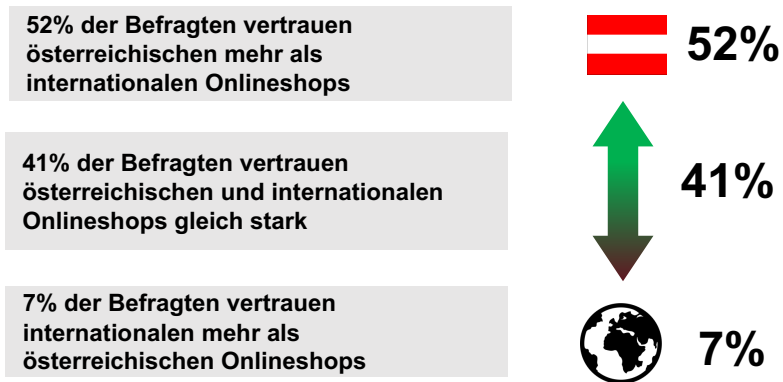 52% der Befragten vertrauen
österreichischen mehr als
internationalen Onlineshops
52%
41% der Befragten vertrauen
österreichischen und internationalen
Onlineshops gleich stark
41%
7% der Befragten vertrauen
internationalen mehr als
österreichischen Onlineshops
7%